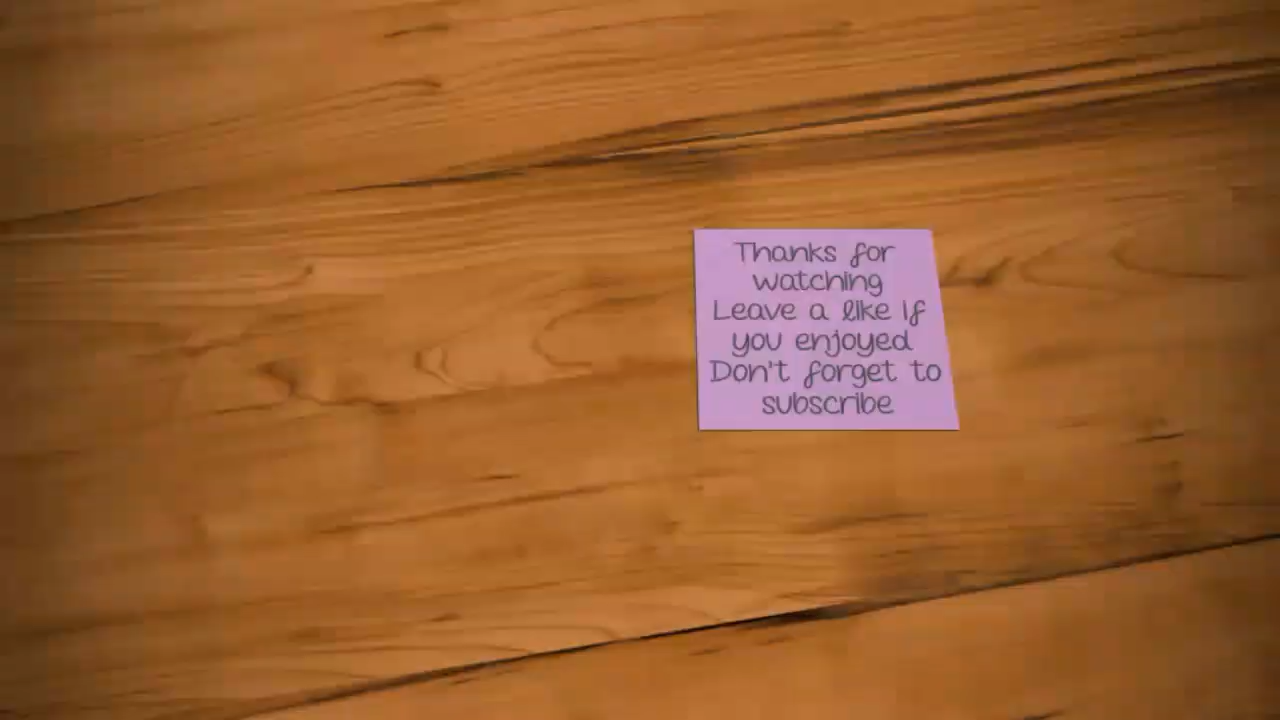 Thanks for
watching
Leave a like if
you enjoyed
Don't forget to
subscribe